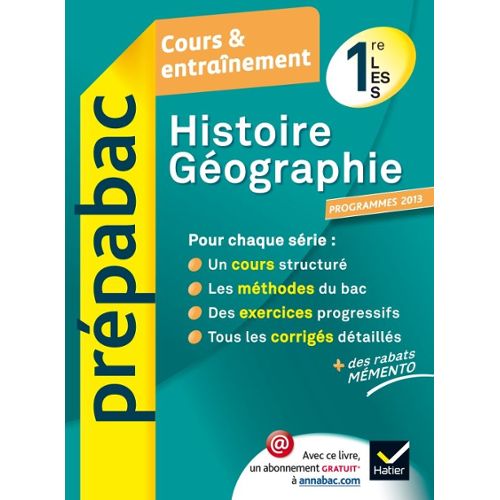 Cours &
entraînement
1re
L
ES
S
Histoire
Géographie
PROGRAMMES 2013
prépabac
Pour chaque série :
• Un cours structuré
• Les méthodes du bac
• Des exercices progressifs
• Tous les corrigés détaillés
+ des rabats
MÉMENTO
@
Avec ce livre,
un abonnement GRATUIT*
à annabac.com
Hatier